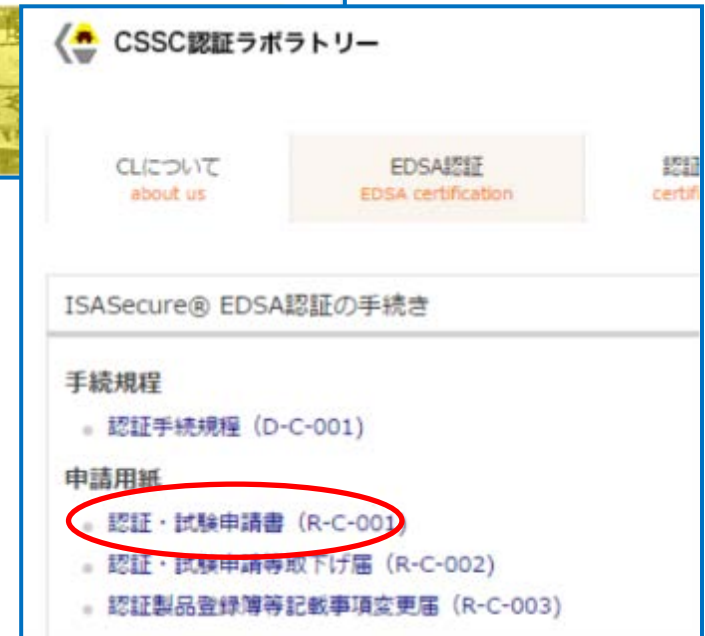 CSSC認証ラボラトリー
CLについて
about us
EDSA認証
EDSA certification
認証
certifi
ISASecure® EDSA認証の手続き
手続規程
認証手続規程（D-C-001）
申請用紙
認証・試験申請書（R-C-001）
認証・試験申請等取下げ届（R-C-002）
認証製品登録簿等記載事項変更届（R-C-003）